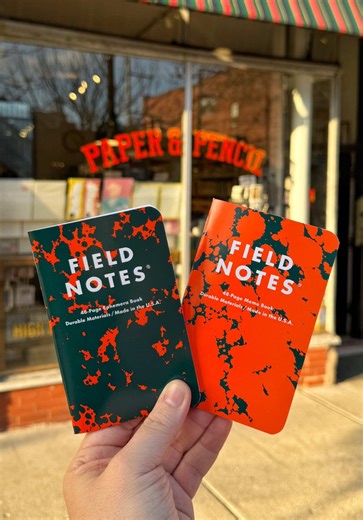 PAPER & PENCIL
FIELD
NOTES®
48-Page Ephemera Book
Durable Materials / Made in the U.S.A.
FIELD
NOTES®
48-Page Memo Book
Durable Materials / Made in the U.S.A.